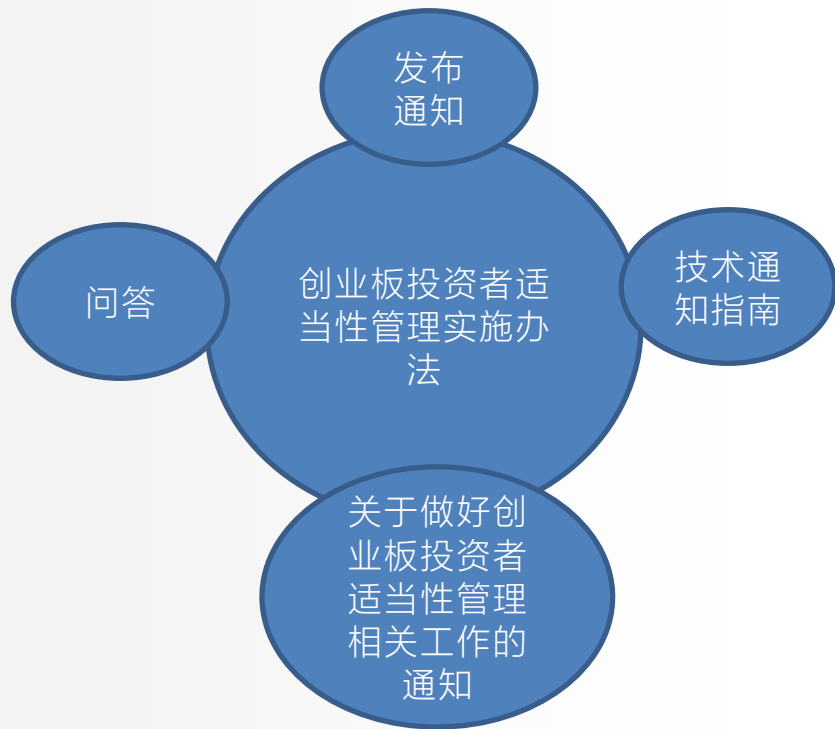 发布
通知
问答
创业板投资者适
当性管理实施办
法
技术通
知指南
关于做好创
业板投资者
适当性管理
相关工作的
通知